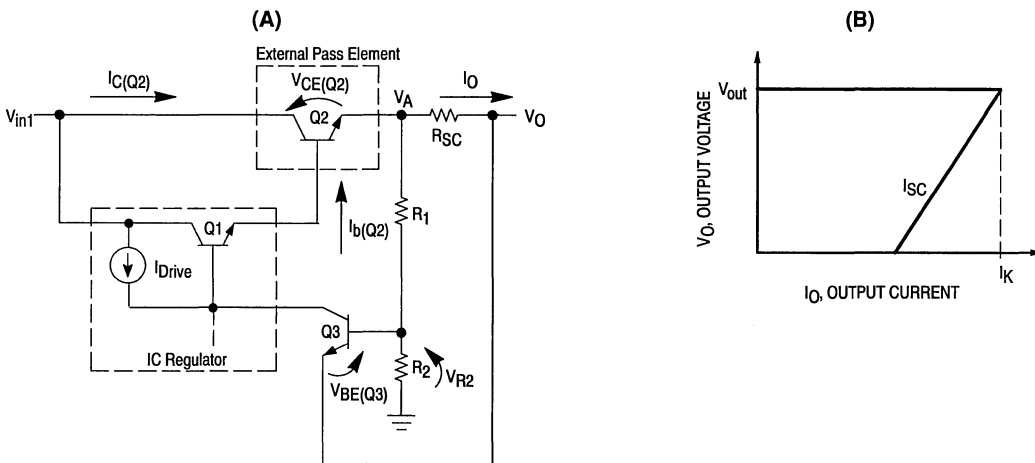 (A)
External Pass Element
IC(Q2)
VCE(Q2)
IO
Vin1
Q2
VA
VO
RSC
Ib(Q2)
R1
Q1
IDrive
Q3
IC Regulator
R2
VR2
VBE(Q3)
(B)
Vout
VO, OUTPUT VOLTAGE
ISC
IK
IO, OUTPUT CURRENT